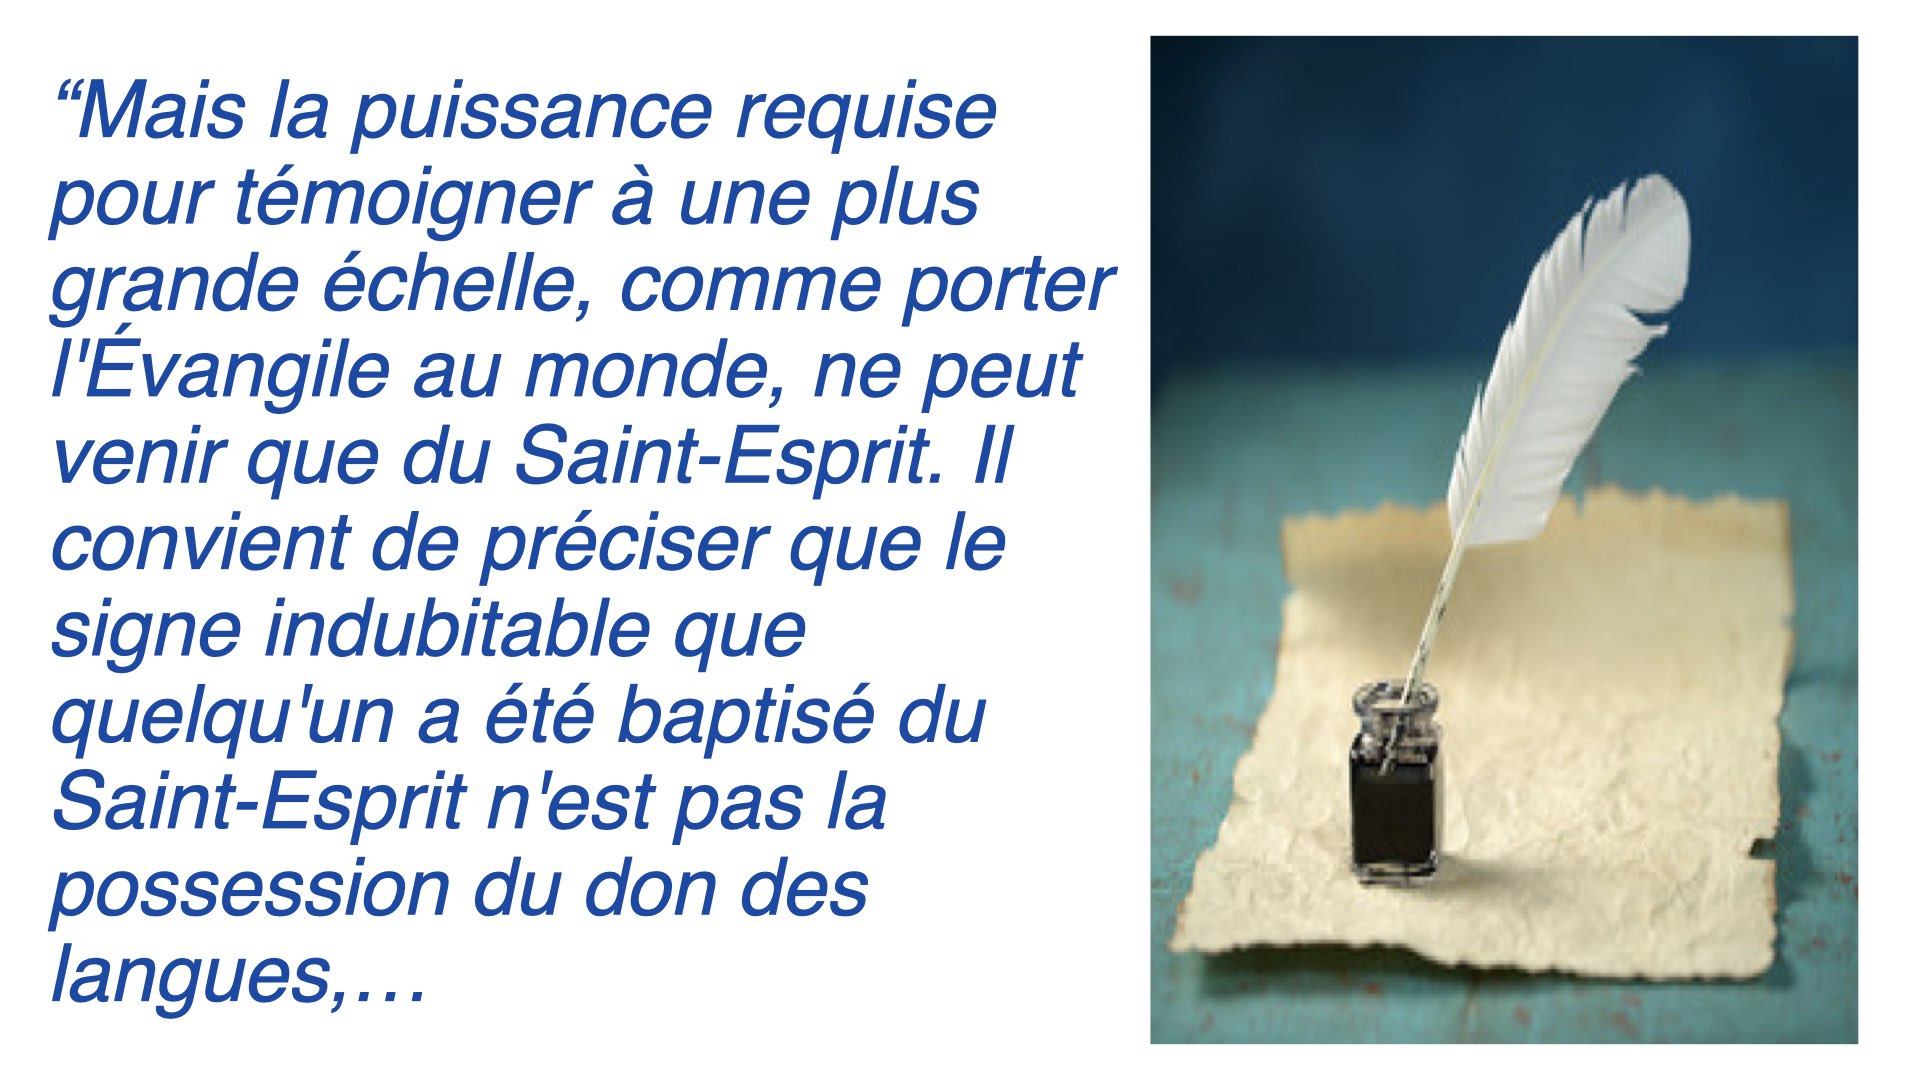 “Mais la puissance requise
pour témoigner à une plus
grande échelle, comme porter
l'Évangile au monde, ne peut
venir que du Saint-Esprit. Il
convient de préciser que le
signe indubitable que
quelqu'un a été baptisé du
Saint-Esprit n'est pas la
possession du don des
langues,…